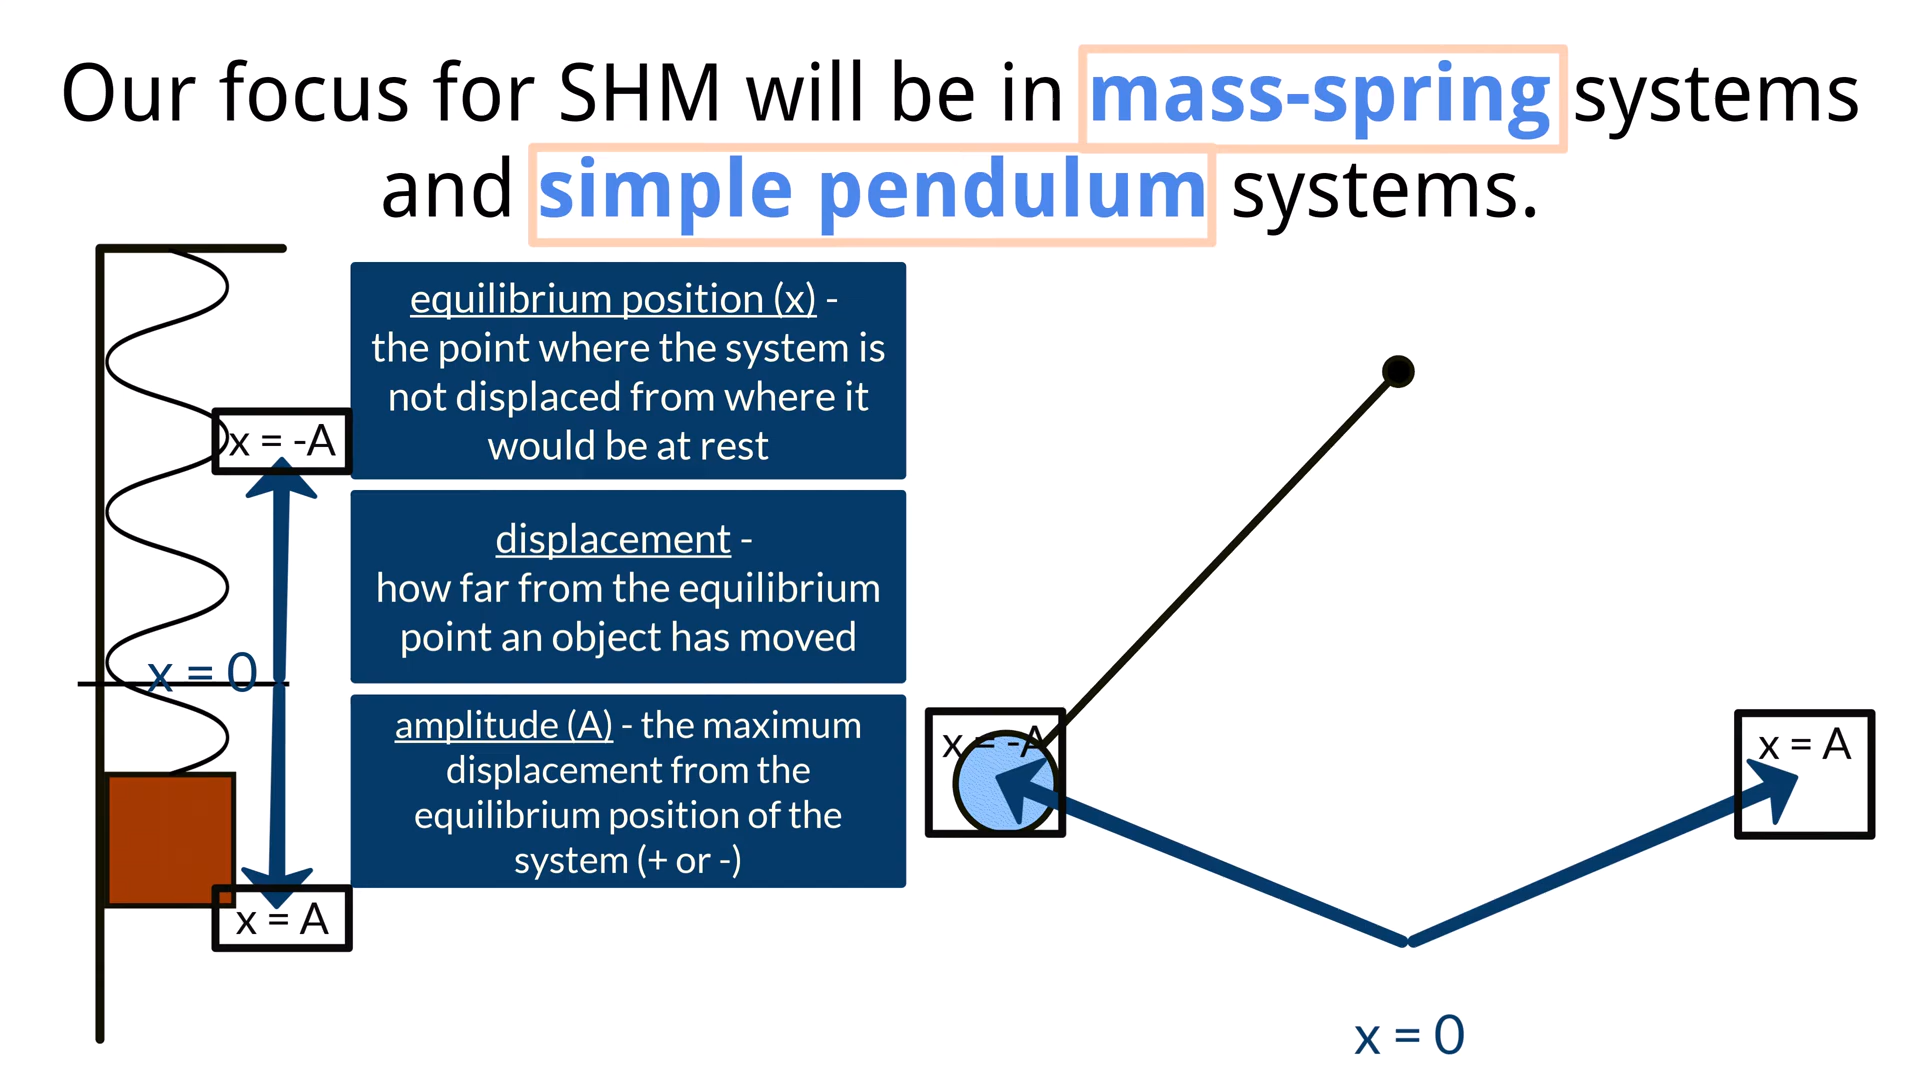 Our focus for SHM will be in mass-spring systems
and simple pendulum systems.
equilibrium position (x) -
the point where the system is
not displaced from where it
would be at rest
displacement -
how far from the equilibrium
point an object has moved
amplitude (A) - the maximum
displacement from the
equilibrium position of the
system (+ or -)
x = -A
x = 0
x = A
x = -A
x = A
x = 0